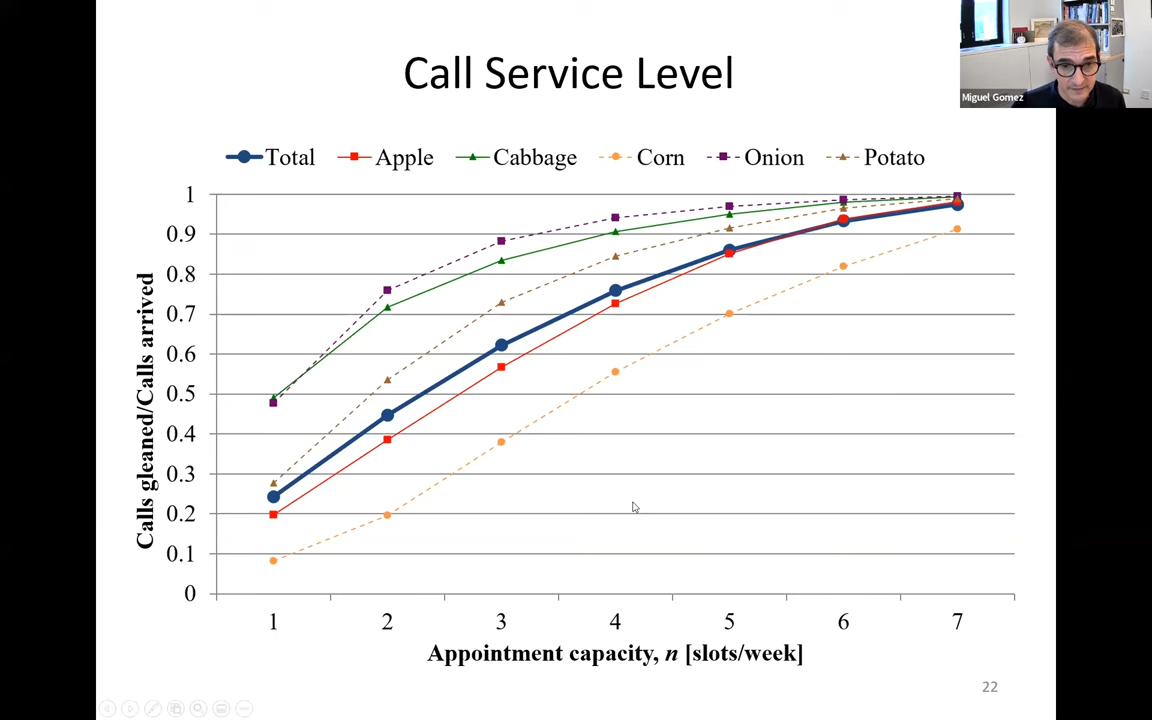 Call Service Level
Miguel Gomez
Total Apple Cabbage Corn Onion Potato
Calls gleaned/Calls arrived
1
0.9
0.8
0.7
0.6
0.5
0.4
0.3
0.2
0.1
0
1 2 3 4 5 6 7
Appointment capacity, n [slots/week]
22